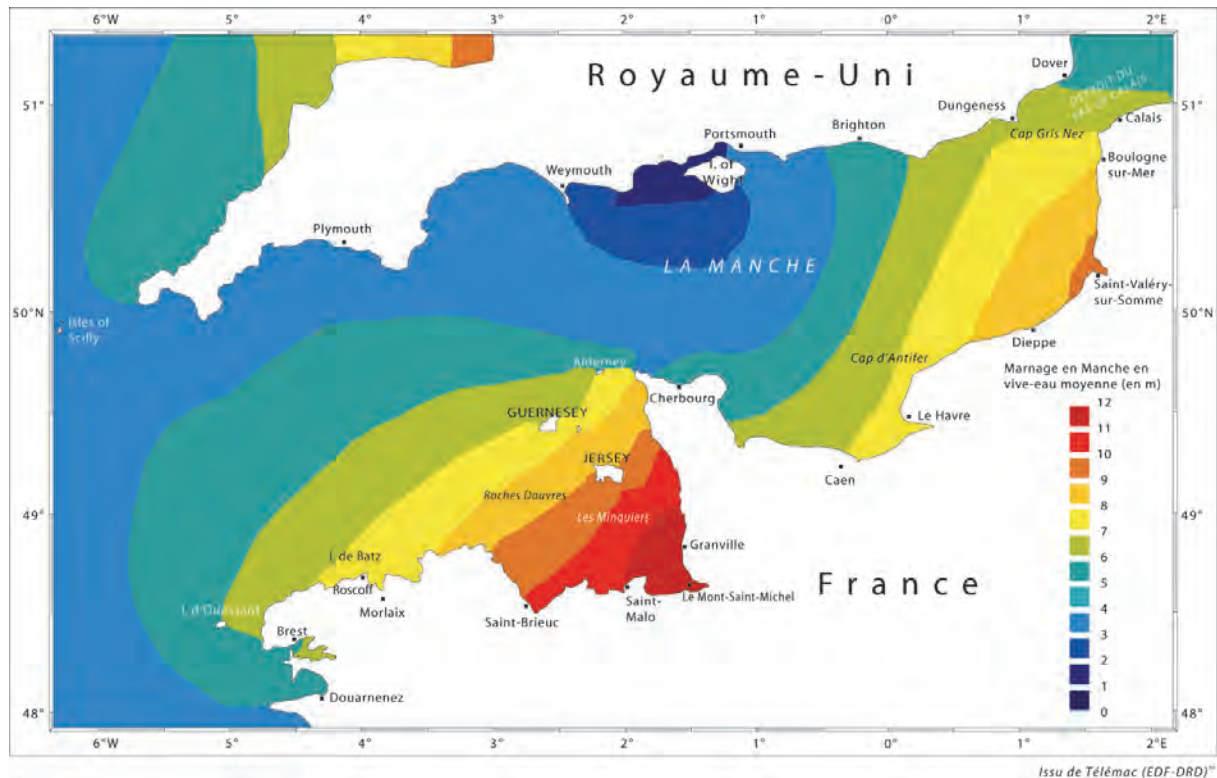 6°W 5° 4° 3° 2° 1° 0° 1° 2°E
Royaume-Uni
Dover
51°
DÉTROIT DU
PAS DE CALAIS
51°
Dungeness
Calais
Portsmouth
Brighton
Cap Gris Nez
Boulogne
sur-Mer
Weymouth
I. of
Wight
Plymouth
LA MANCHE
Saint-Valéry-
sur-Somme
50°N
Isles of
Scilly
50°N
Dieppe
Cap d'Antifer
Alderney
Cherbourg
Marnage en Manche en
vive-eau moyenne (en m)
GUERNESEY
Le Havre
JERSEY
Caen
Roches Douvres
49°
Les Minquiers
49°
Granville
I. de Batz
Roscoff
France
Morlaix
Saint-Brieuc
Saint-
Malo
Le Mont-Saint-Michel
I. d'Ouessant
Brest
Douarnenez
48°
48°
12
11
10
9
8
7
6
5
4
3
2
1
0
6°W 5° 4° 3° 2° 1° 0° 1° 2°E
Issu de Télémac (EDF-DRD)